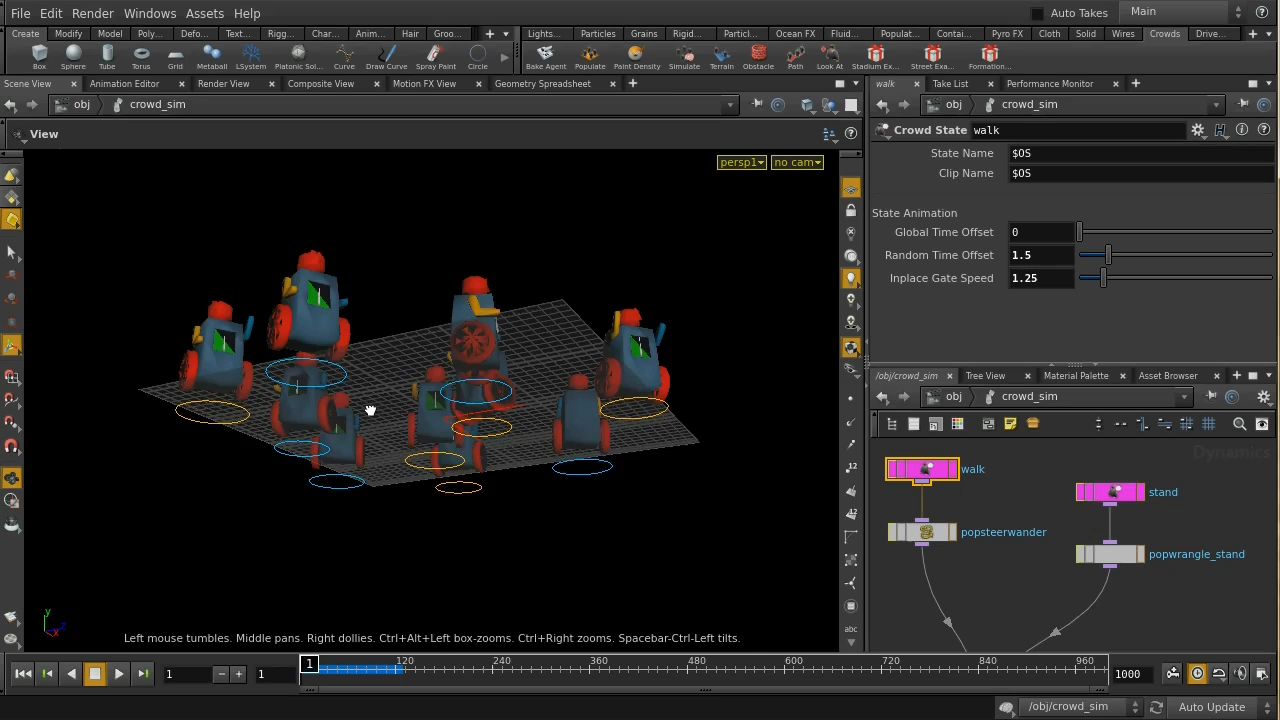 File Edit Render Windows Assets Help Auto Takes Main
Create Modify Model Poly... Defo... Text... Rigg... Char... Anim... Hair Groo... Lights... Particles Grains Rigid... Particl... Ocean FX Fluid... Populat... Contai... Pyro FX Cloth Solid Wires Crowds Drive...
Box Sphere Tube Torus Grid Metaball LSystem Platonic Sol... Curve Draw Curve Spray Paint Circle Bake Agent Populate Paint Density Simulate Terrain Obstacle Path Look At Stadium Ex... Street Exa... Formation...
Scene View Animation Editor Render View Composite View Motion FX View Geometry Spreadsheet walk Take List Performance Monitor
obj crowd_sim obj crowd_sim
View
Crowd State walk
persp1 no cam
State Name $OS
Clip Name $OS
State Animation
Global Time Offset 0
Random Time Offset 1.5
Inplace Gate Speed 1.25
/obj/crowd_sim Tree View Material Palette Asset Browser
obj crowd_sim
Dynamics
walk
stand
popsteerwander
popwrangle_stand
12
12
abc
y
x z
Left mouse tumbles. Middle pans. Right dollies. Ctrl+Alt+Left box-zooms. Ctrl+Right zooms. Spacebar-Ctrl-Left tilts.
1 1 1 120 240 360 480 600 720 840 960 1000
/obj/crowd_sim Auto Update